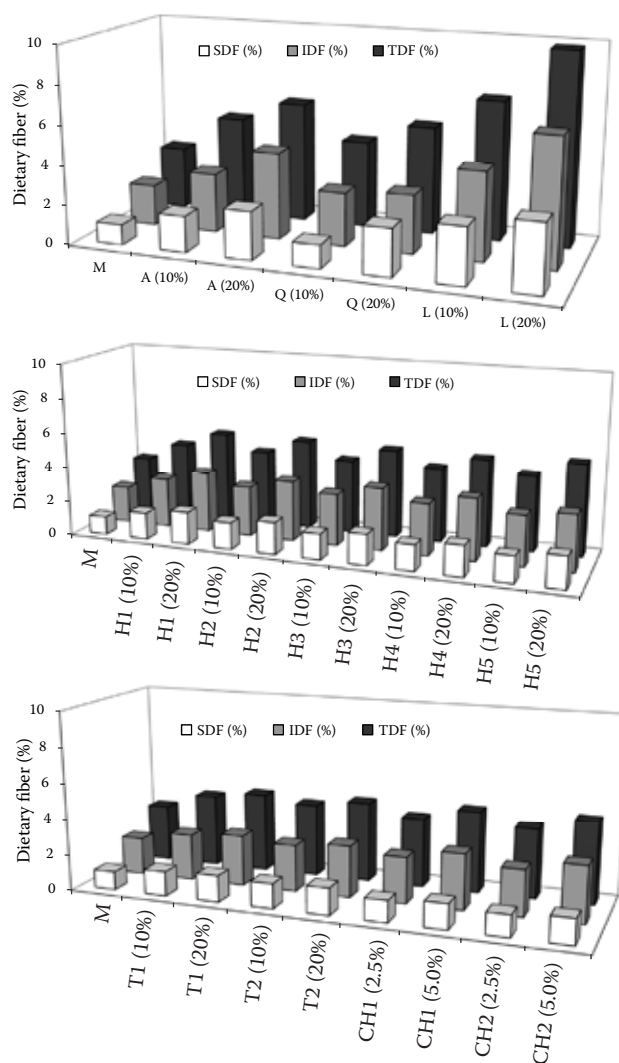 10
8
6
4
2
0
Dietary fiber (%)
SDF (%) IDF (%) TDF (%)
M A (10%) A (20%) Q (10%) Q (20%) L (10%) L (20%)
10
8
6
4
2
0
Dietary fiber (%)
SDF (%) IDF (%) TDF (%)
M H1 (10%) H1 (20%) H2 (10%) H2 (20%) H3 (10%) H3 (20%) H4 (10%) H4 (20%) H5 (10%) H5 (20%)
10
8
6
4
2
0
Dietary fiber (%)
SDF (%) IDF (%) TDF (%)
M T1 (10%) T1 (20%) T2 (10%) T2 (20%) CH1 (2.5%) CH1 (5.0%) CH2 (2.5%) CH2 (5.0%)